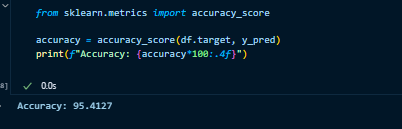 from sklearn.metrics import accuracy_score
accuracy = accuracy_score(df.target, y_pred)
print(f"Accuracy: {accuracy*100:.4f}")
8]
0.0s
Accuracy: 95.4127